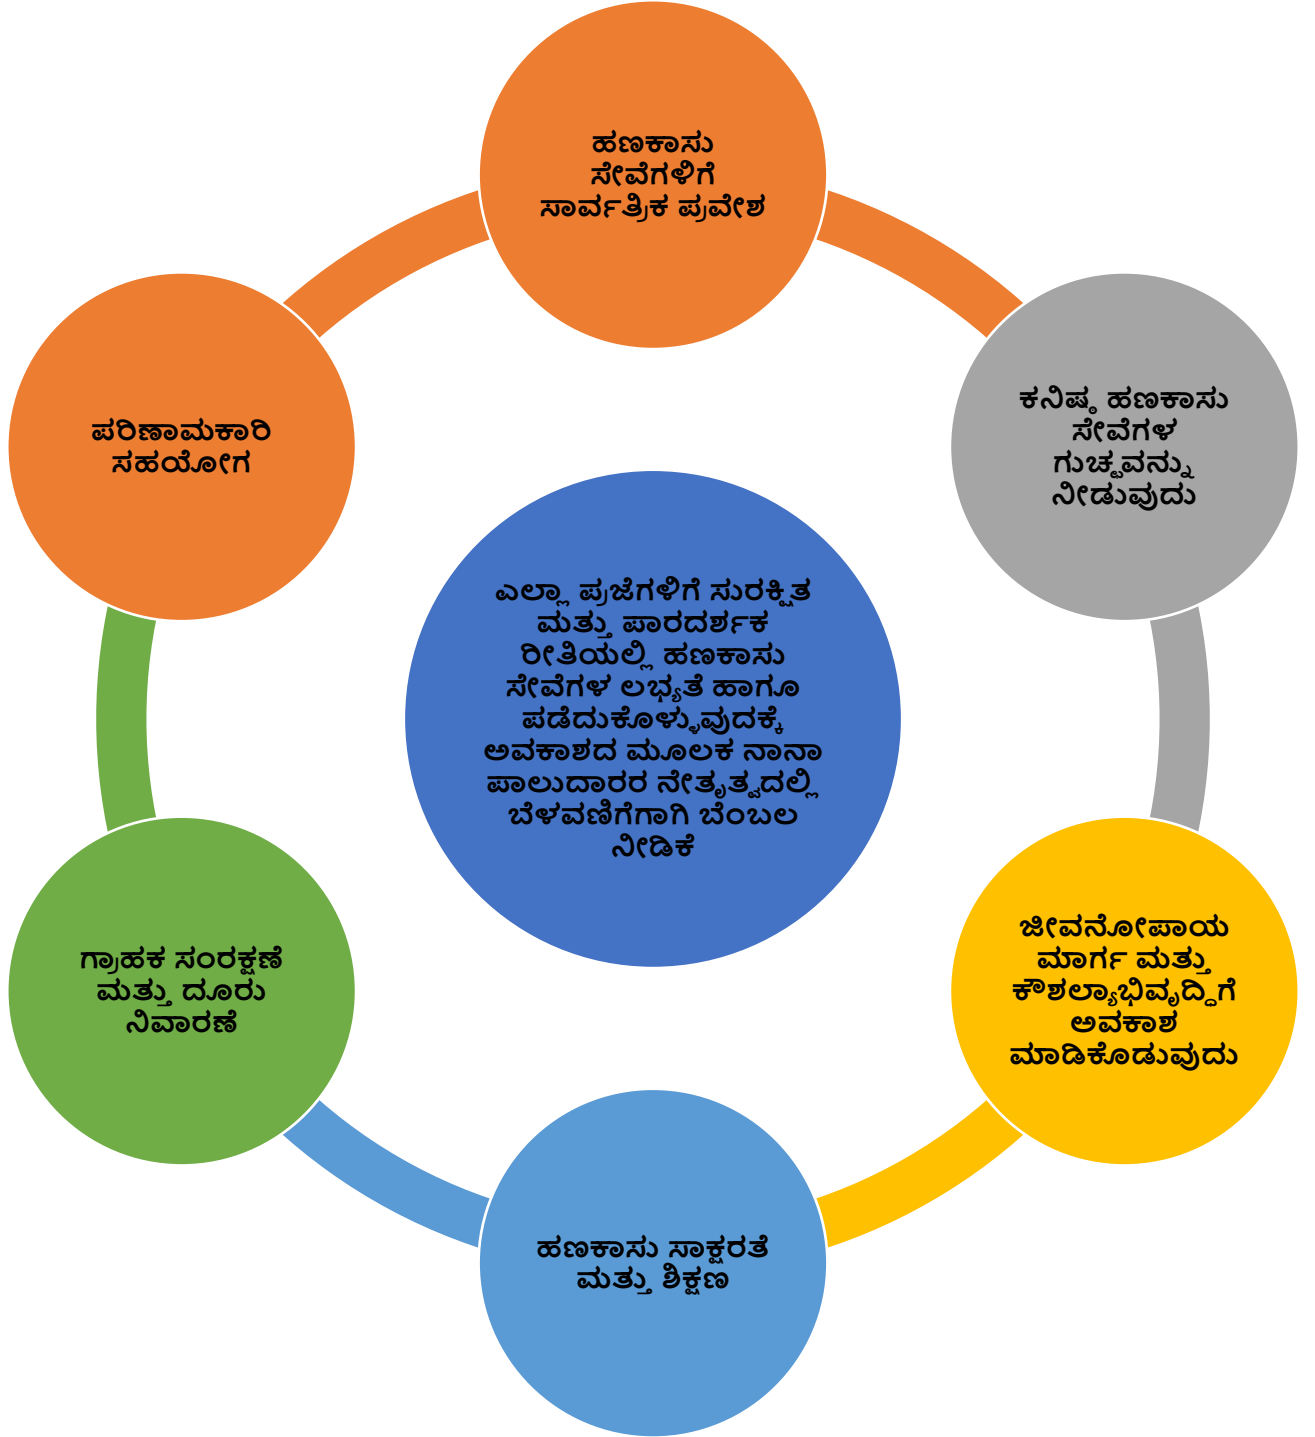 ಹಣಕಾಸು
ಸೇವೆಗಳಿಗೆ
ಸಾರ್ವತ್ರಿಕ ಪ್ರವೇಶ
ಕನಿಷ್ಠ ಹಣಕಾಸು
ಸೇವೆಗಳ
ಗುಚ್ಛವನ್ನು
ನೀಡುವುದು
ಜೀವನೋಪಾಯ
ಮಾರ್ಗ ಮತ್ತು
ಕೌಶಲ್ಯಾಭಿವೃದ್ಧಿಗೆ
ಅವಕಾಶ
ಮಾಡಿಕೊಡುವುದು
ಹಣಕಾಸು ಸಾಕ್ಷರತೆ
ಮತ್ತು ಶಿಕ್ಷಣ
ಗ್ರಾಹಕ ಸಂರಕ್ಷಣೆ
ಮತ್ತು ದೂರು
ನಿವಾರಣೆ
ಪರಿಣಾಮಕಾರಿ
ಸಹಯೋಗ
ಎಲ್ಲಾ ಪ್ರಜೆಗಳಿಗೆ ಸುರಕ್ಷಿತ
ಮತ್ತು ಪಾರದರ್ಶಕ
ರೀತಿಯಲ್ಲಿ ಹಣಕಾಸು
ಸೇವೆಗಳ ಲಭ್ಯತೆ ಹಾಗೂ
ಪಡೆದುಕೊಳ್ಳುವುದಕ್ಕೆ
ಅವಕಾಶದ ಮೂಲಕ ನಾನಾ
ಪಾಲುದಾರರ ನೇತೃತ್ವದಲ್ಲಿ
ಬೆಳವಣಿಗೆಗಾಗಿ ಬೆಂಬಲ
ನೀಡಿಕೆ